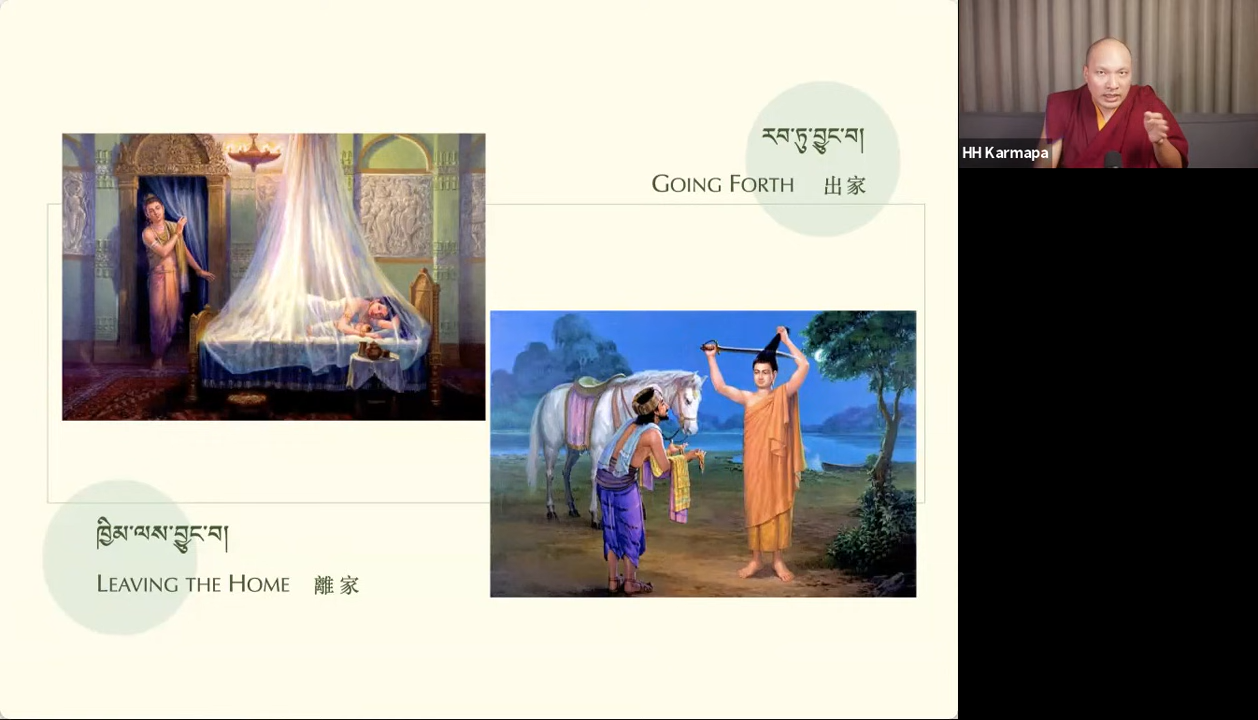 རབ་ཏུ་བྱུང་བ།
GOING FORTH 出家
HH Karmapa
ཁྱིམ་ལས་བྱུང་བ།
LEAVING THE HOME 離家